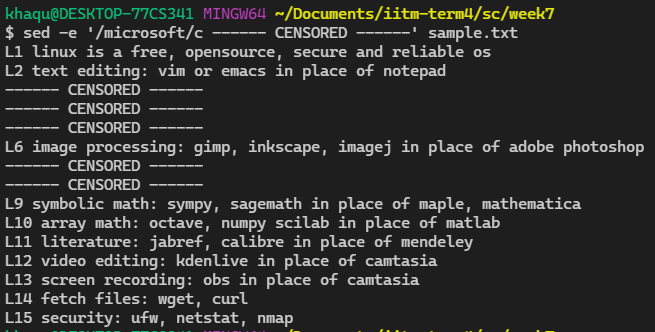 khaqu@DESKTOP-77CS341 MINGW64 ~/Documents/iitm-term4/sc/week7
$ sed -e '/microsoft/c ------ CENSORED ------' sample.txt
L1 linux is a free, opensource, secure and reliable os
L2 text editing: vim or emacs in place of notepad
------ CENSORED ------
------ CENSORED ------
------ CENSORED ------
L6 image processing: gimp, inkscape, imagej in place of adobe photoshop
------ CENSORED ------
------ CENSORED ------
L9 symbolic math: sympy, sagemath in place of maple, mathematica
L10 array math: octave, numpy scilab in place of matlab
L11 literature: jabref, calibre in place of mendeley
L12 video editing: kdenlive in place of camtasia
L13 screen recording: obs in place of camtasia
L14 fetch files: wget, curl
L15 security: ufw, netstat, nmap